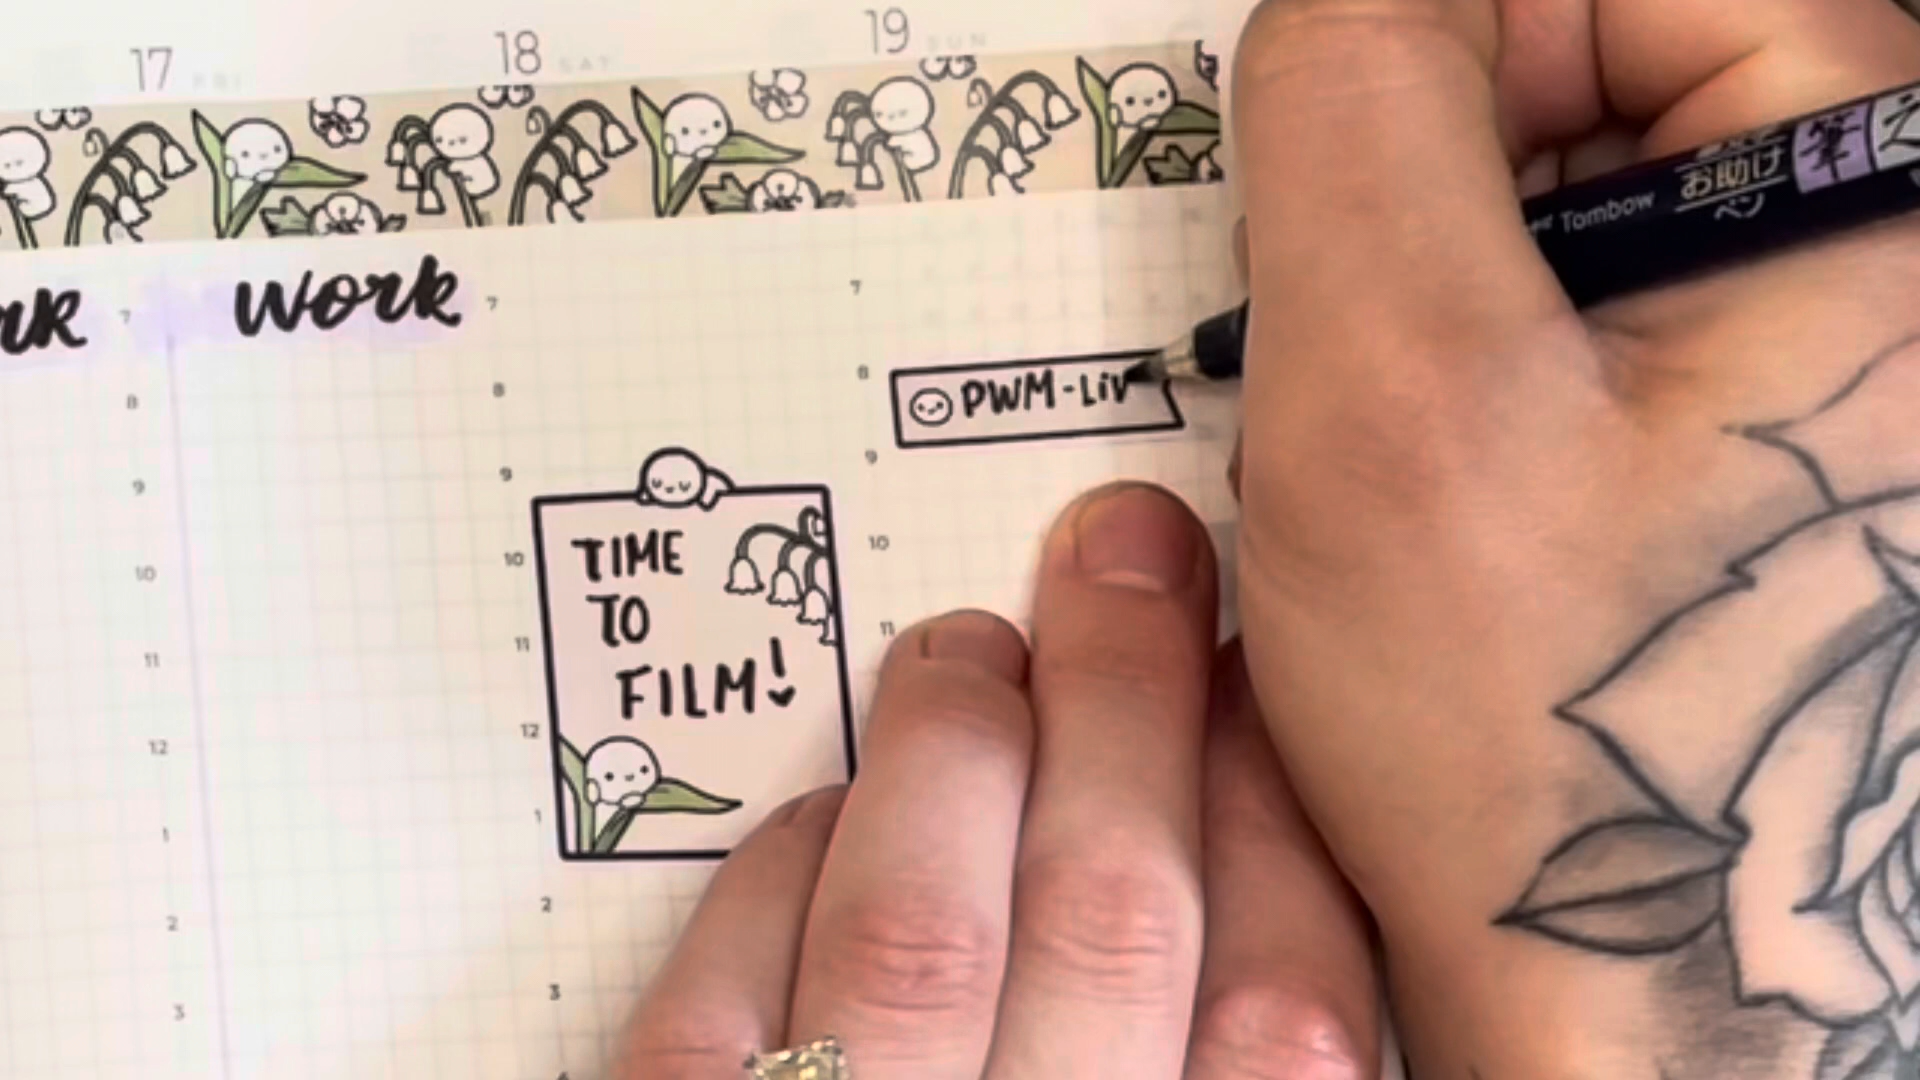 17 FRI
18 SAT
19 SUN
work
7
8
9
10
11
12
1
2
3
7
8
9
10
11
12
1
2
3
TIME
TO
FILM!
7
8
9
10
11
PWM-Liv
Tombow
お助け
ペン
筆